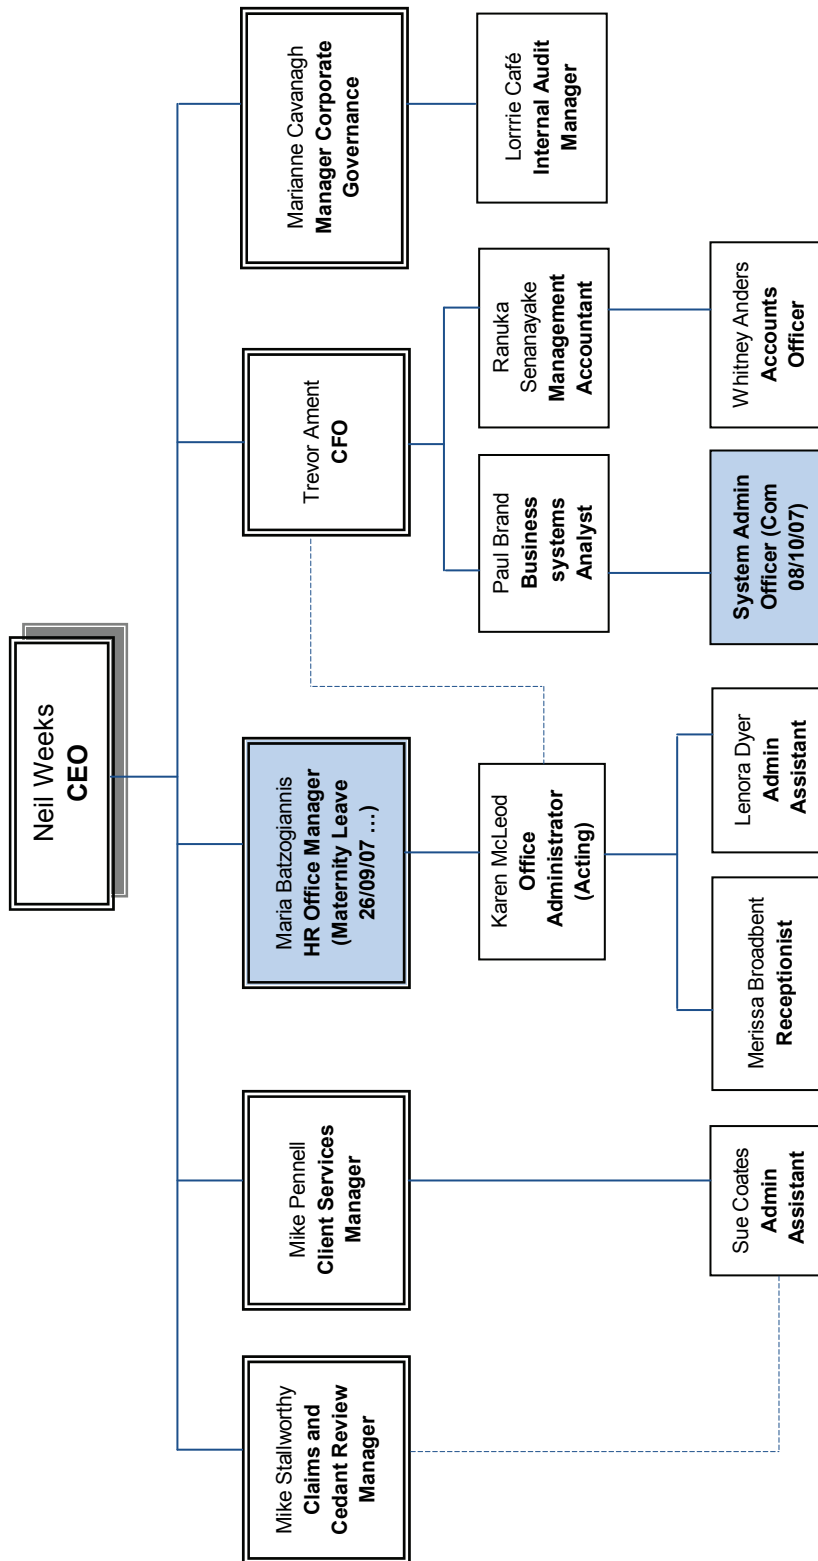 Neil Weeks
CEO
Mike Stallworthy
Claims and
Cedant Review
Manager
Mike Pennell
Client Services
Manager
Maria Batzogiannis
HR Office Manager
(Maternity Leave
26/09/07 …)
Trevor Ament
CFO
Marianne Cavanagh
Manager Corporate
Governance
Karen McLeod
Office
Administrator
(Acting)
Paul Brand
Business
systems
Analyst
Ranuka
Senanayake
Management
Accountant
Lorrrie Café
Internal Audit
Manager
Sue Coates
Admin
Assistant
Merissa Broadbent
Receptionist
Lenora Dyer
Admin
Assistant
System Admin
Officer (Com
08/10/07)
Whitney Anders
Accounts
Officer